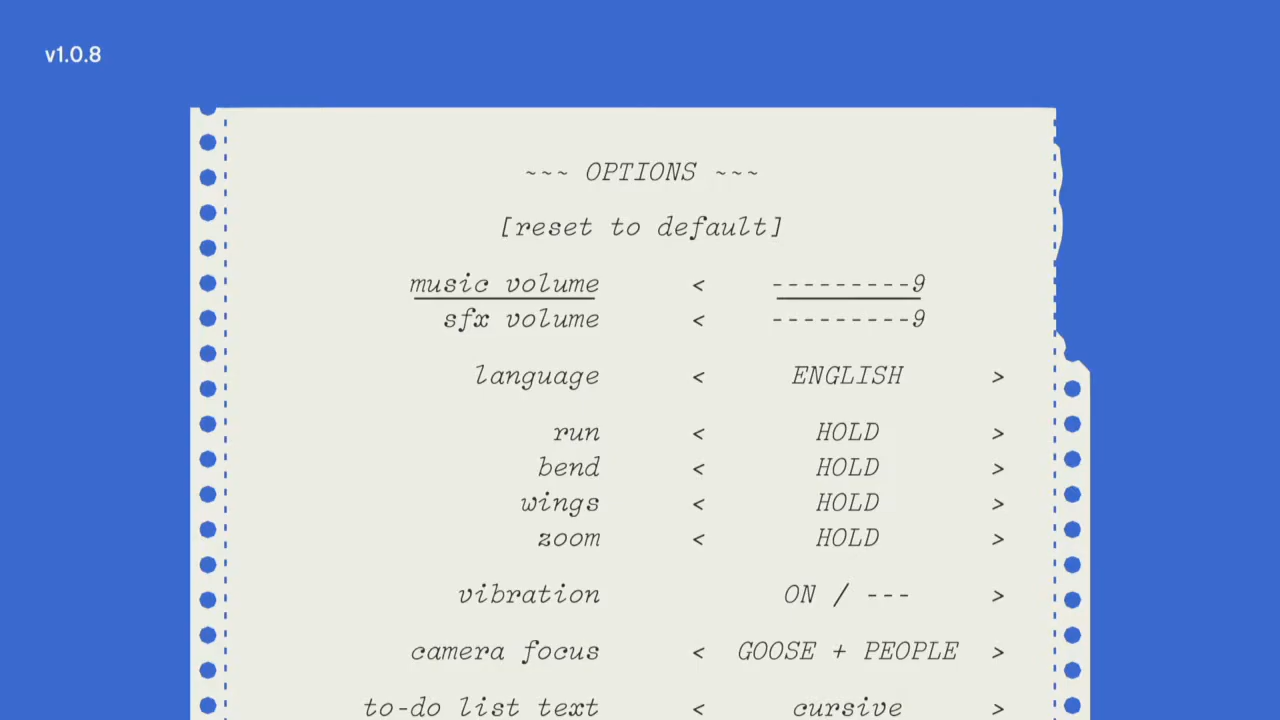 v1.0.8
~~~ OPTIONS ~~~
[reset to default]
music volume < ---------9
sfx volume < ---------9
language < ENGLISH >
run < HOLD >
bend < HOLD >
wings < HOLD >
zoom < HOLD >
vibration ON / --- >
camera focus < GOOSE + PEOPLE >
to-do list text < cursive >